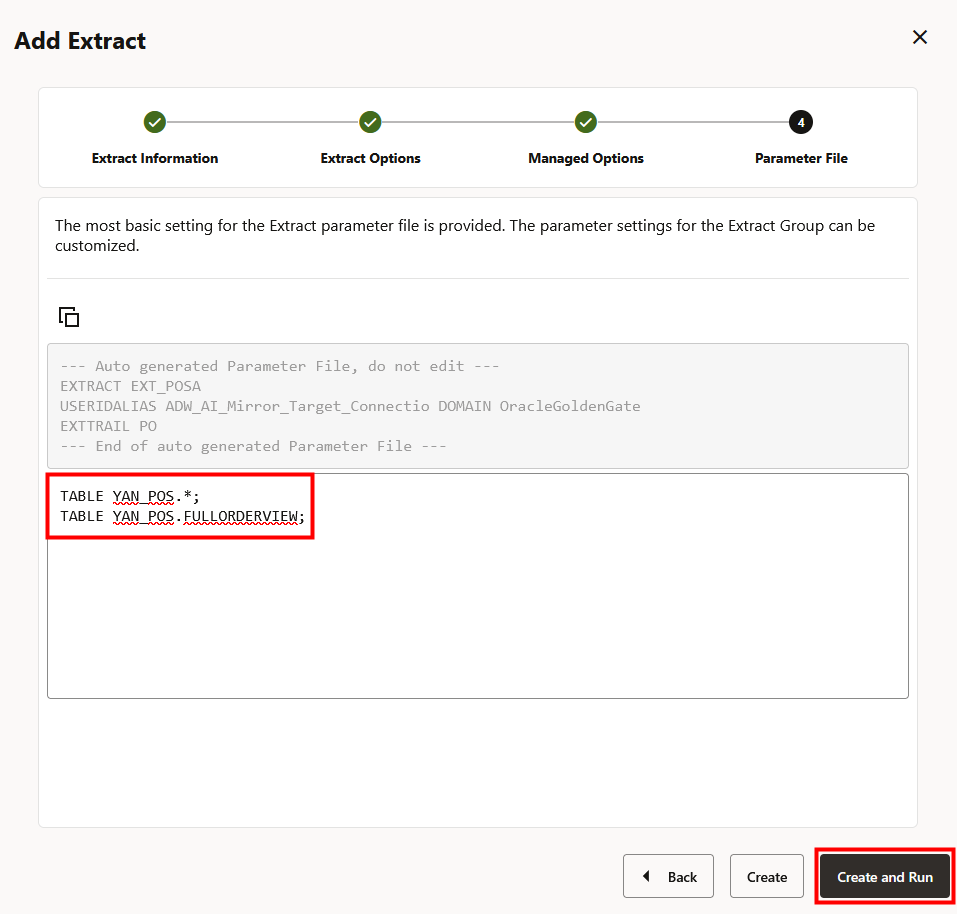 Add Extract
4
Extract Information
Extract Options
Managed Options
Parameter File
The most basic setting for the Extract parameter file is provided. The parameter settings for the Extract Group can be
customized.
--- Auto generated Parameter File, do not edit ---
EXTRACT EXT_POSA
USERIDALIAS ADW_AI_Mirror_Target_Connectio DOMAIN OracleGoldenGate
EXTTRAIL PO
--- End of auto generated Parameter File ---
TABLE YAN_POS.*;
TABLE YAN_POS.FULLORDERVIEW;
Back
Create
Create and Run